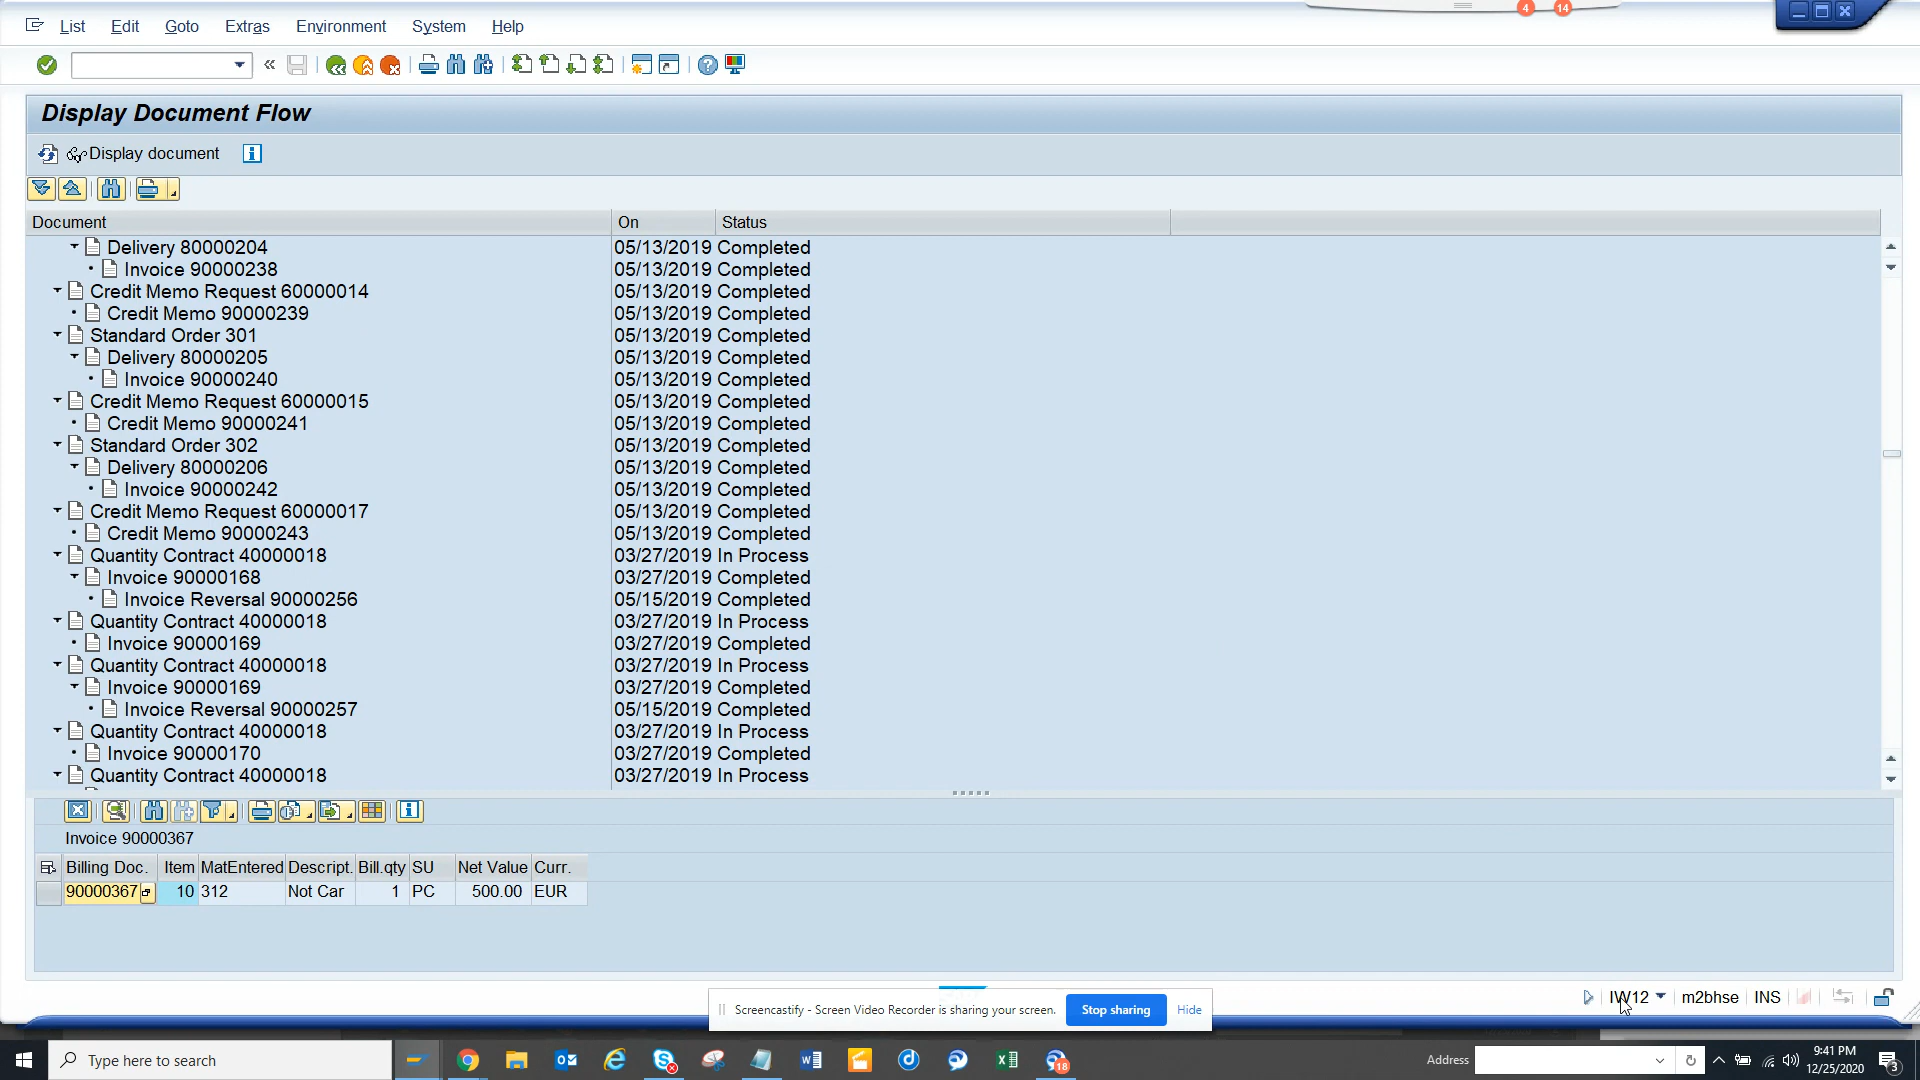 4 14
List Edit Goto Extras Environment System Help
Display Document Flow
Display document
Document On Status
Delivery 80000204 05/13/2019 Completed
Invoice 90000238 05/13/2019 Completed
Credit Memo Request 60000014 05/13/2019 Completed
Credit Memo 90000239 05/13/2019 Completed
Standard Order 301 05/13/2019 Completed
Delivery 80000205 05/13/2019 Completed
Invoice 90000240 05/13/2019 Completed
Credit Memo Request 60000015 05/13/2019 Completed
Credit Memo 90000241 05/13/2019 Completed
Standard Order 302 05/13/2019 Completed
Delivery 80000206 05/13/2019 Completed
Invoice 90000242 05/13/2019 Completed
Credit Memo Request 60000017 05/13/2019 Completed
Credit Memo 90000243 05/13/2019 Completed
Quantity Contract 40000018 03/27/2019 In Process
Invoice 90000168 03/27/2019 Completed
Invoice Reversal 90000256 05/15/2019 Completed
Quantity Contract 40000018 03/27/2019 In Process
Invoice 90000169 03/27/2019 Completed
Quantity Contract 40000018 03/27/2019 In Process
Invoice 90000169 03/27/2019 Completed
Invoice Reversal 90000257 05/15/2019 Completed
Quantity Contract 40000018 03/27/2019 In Process
Invoice 90000170 03/27/2019 Completed
Quantity Contract 40000018 03/27/2019 In Process
Invoice 90000367
Billing Doc. Item MatEntered Descript. Bill.qty SU Net Value Curr.
90000367 10 312 Not Car 1 PC 500.00 EUR
IW12 m2bhse INS
Screencastify - Screen Video Recorder is sharing your screen. Stop sharing Hide
Type here to search
18
Address
9:41 PM
12/25/2020
3